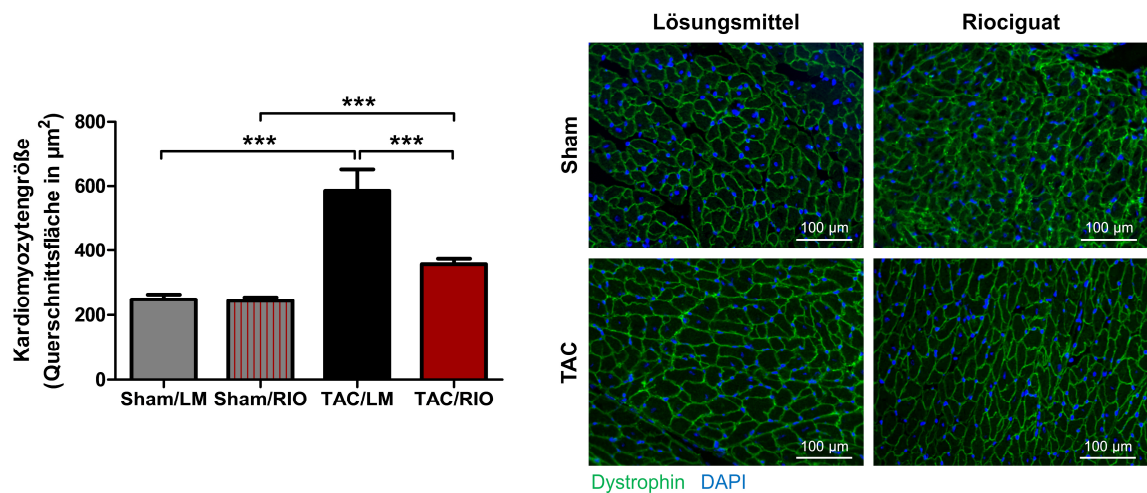 Kardiomyozytengröße
(Querschnittsfläche in µm²)
800
600
400
200
0
***
***
***
Sham/LM Sham/RIO TAC/LM TAC/RIO
Lösungsmittel Riociguat
Sham
100 µm 100 µm
TAC
100 µm 100 µm
Dystrophin DAPI